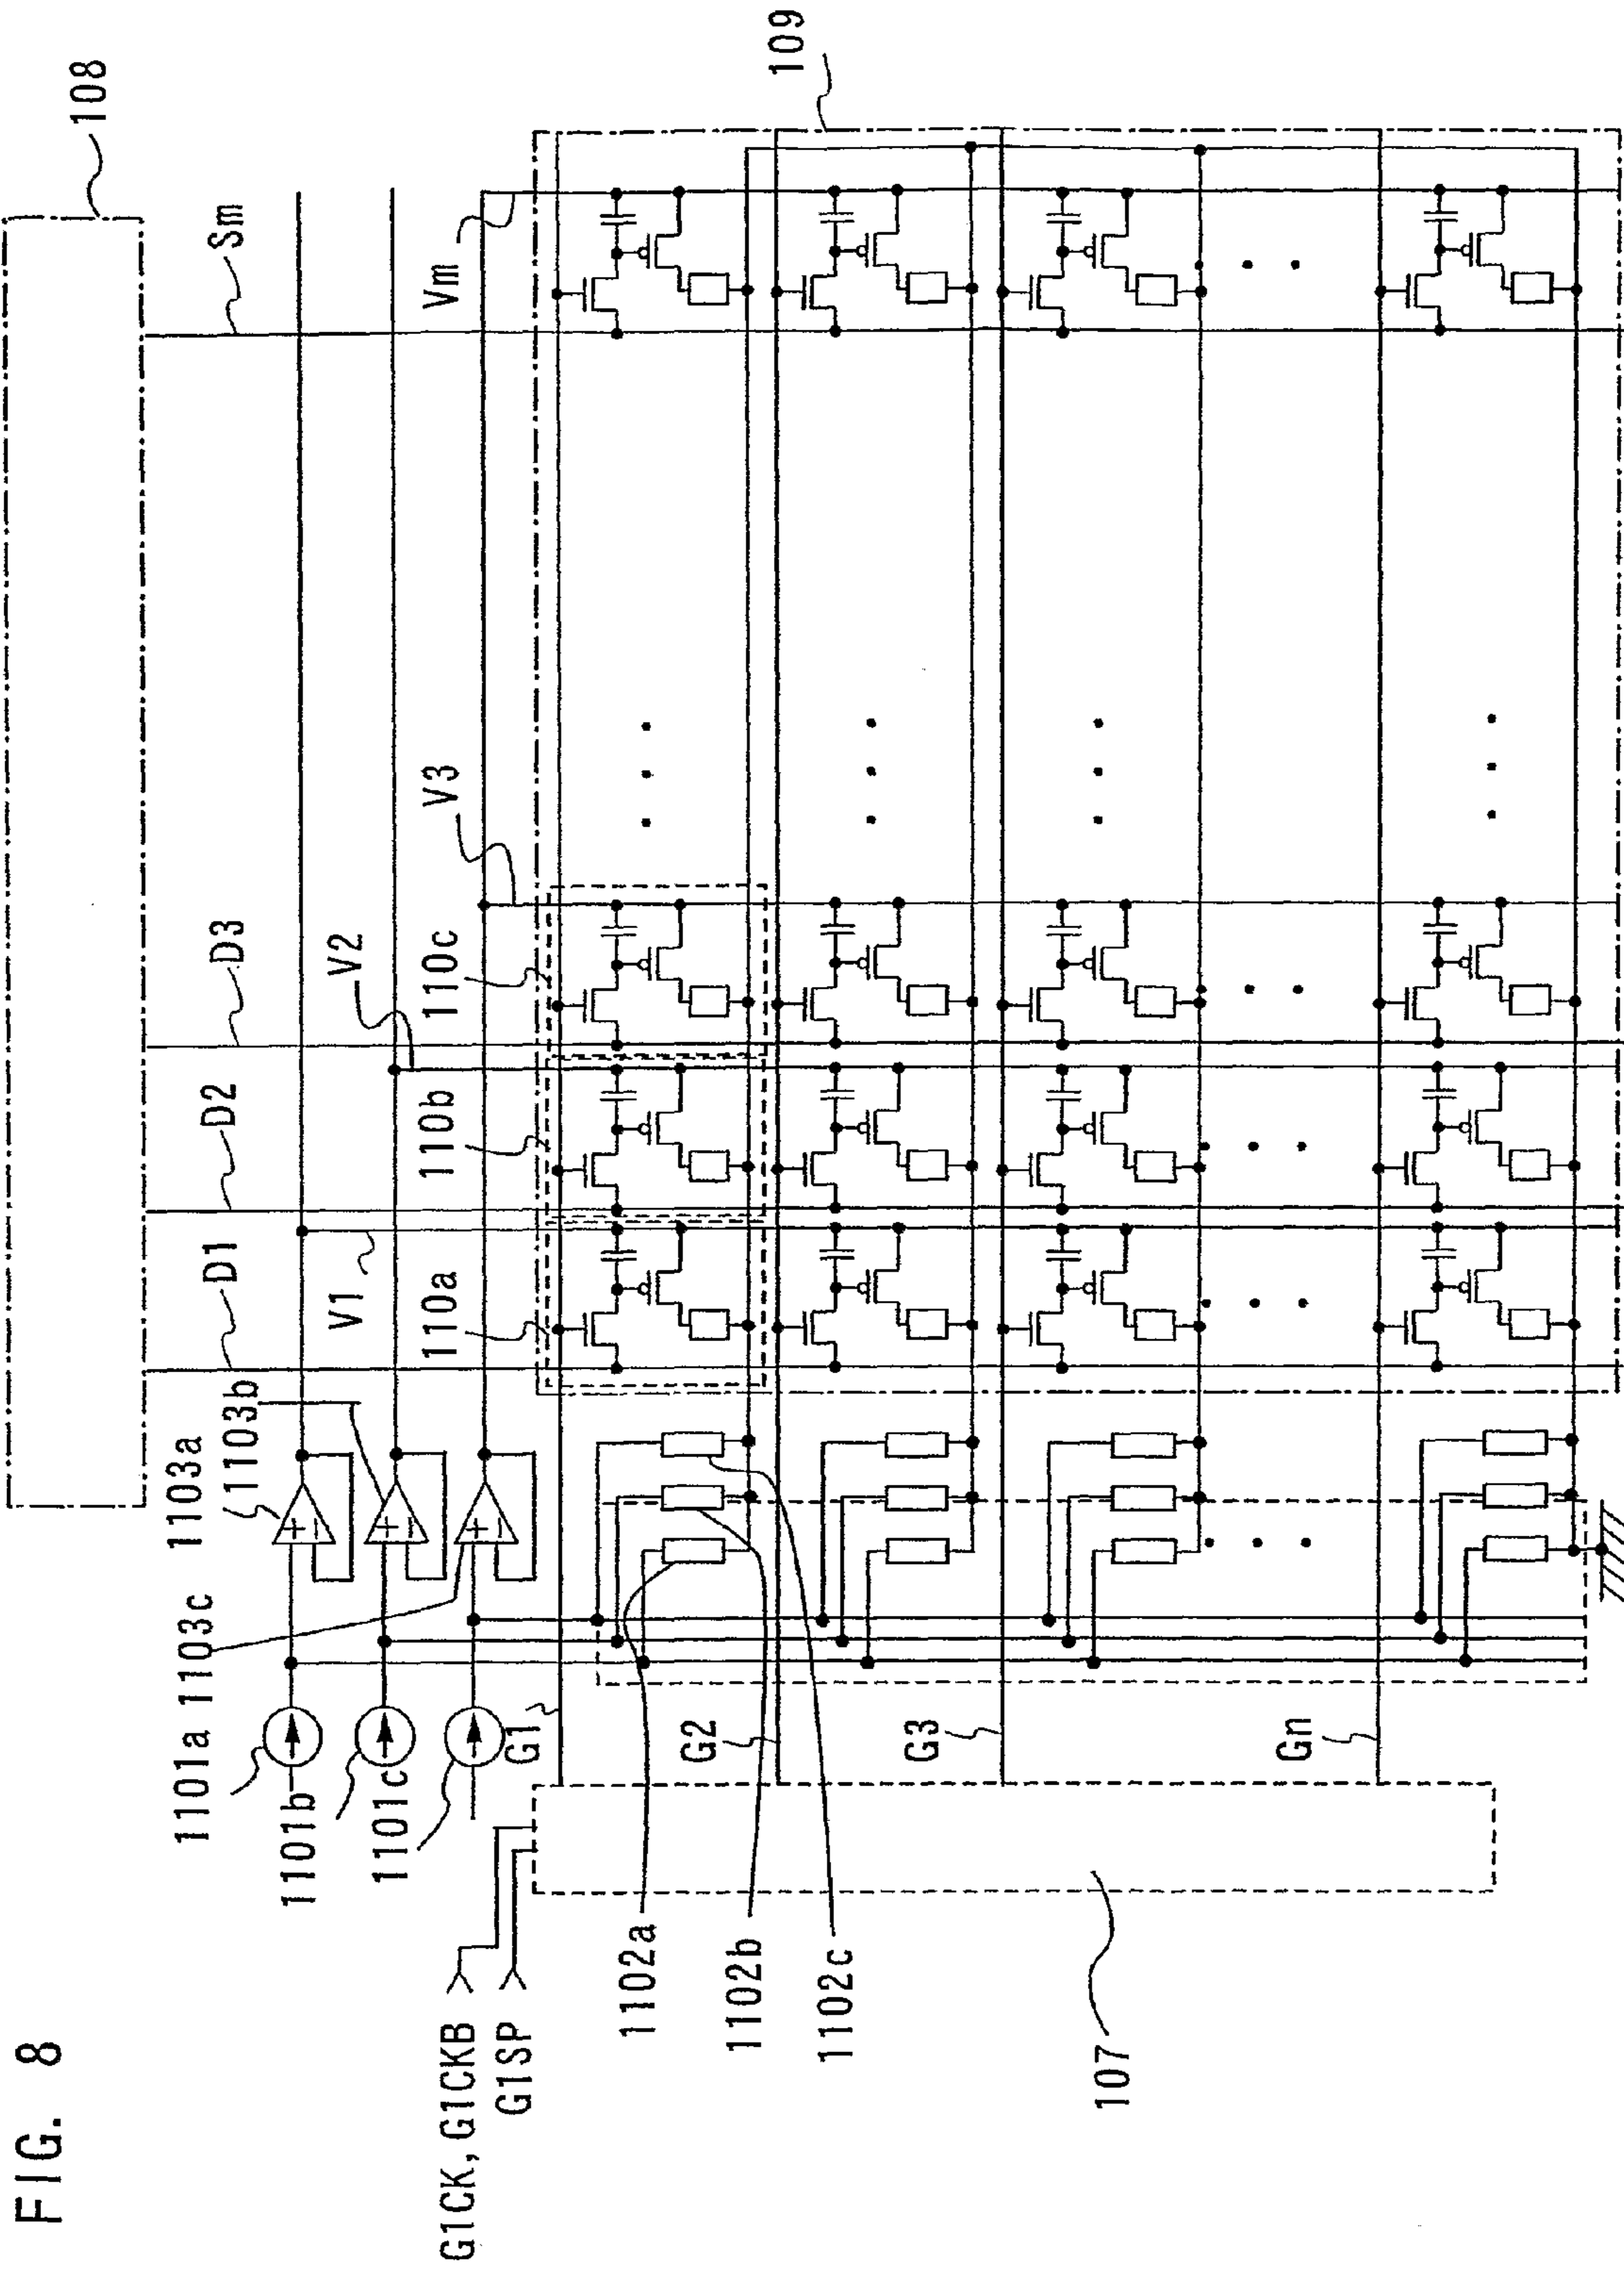 FIG. 8
108
Sm
109
Vm
V3
D3
V2
110c
D2
110b
D1
V1
110a
1103a
1103b
1103c
1101a
1101b
1101c
G1
G2
G3
Gn
1102a
1102b
1102c
G1CK, G1CKB
G1SP
107
+
−
+
−
+
−